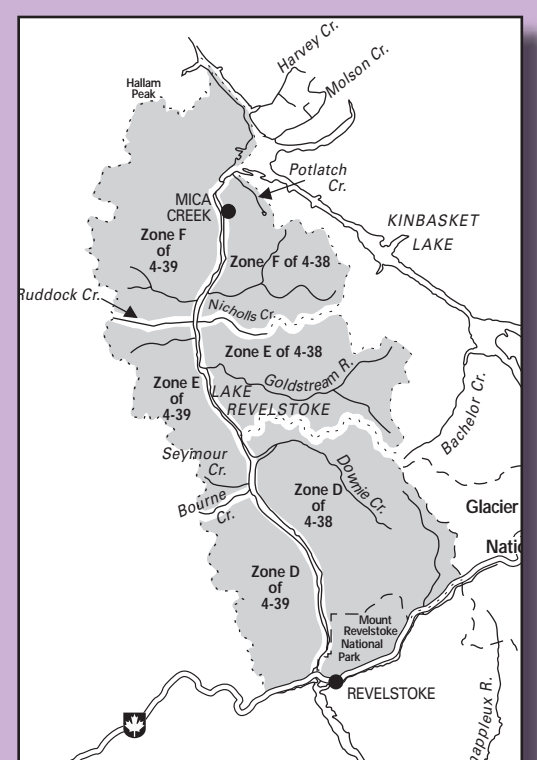 Harvey Cr.
Molson Cr.
Hallam
Peak
Potlatch
Cr.
MICA
CREEK
KINBASKET
LAKE
Zone F
of
4-39
Zone F of 4-38
Ruddock Cr.
Nicholls Cr.
Zone E of 4-38
Goldstream R.
Zone E
of
4-39
LAKE
REVELSTOKE
Bachelor Cr.
Seymour
Cr.
Downie Cr.
Bourne
Cr.
Zone D
of
4-38
Glacier
Natio
Zone D
of
4-39
Mount
Revelstoke
National
Park
REVELSTOKE
nappleux R.